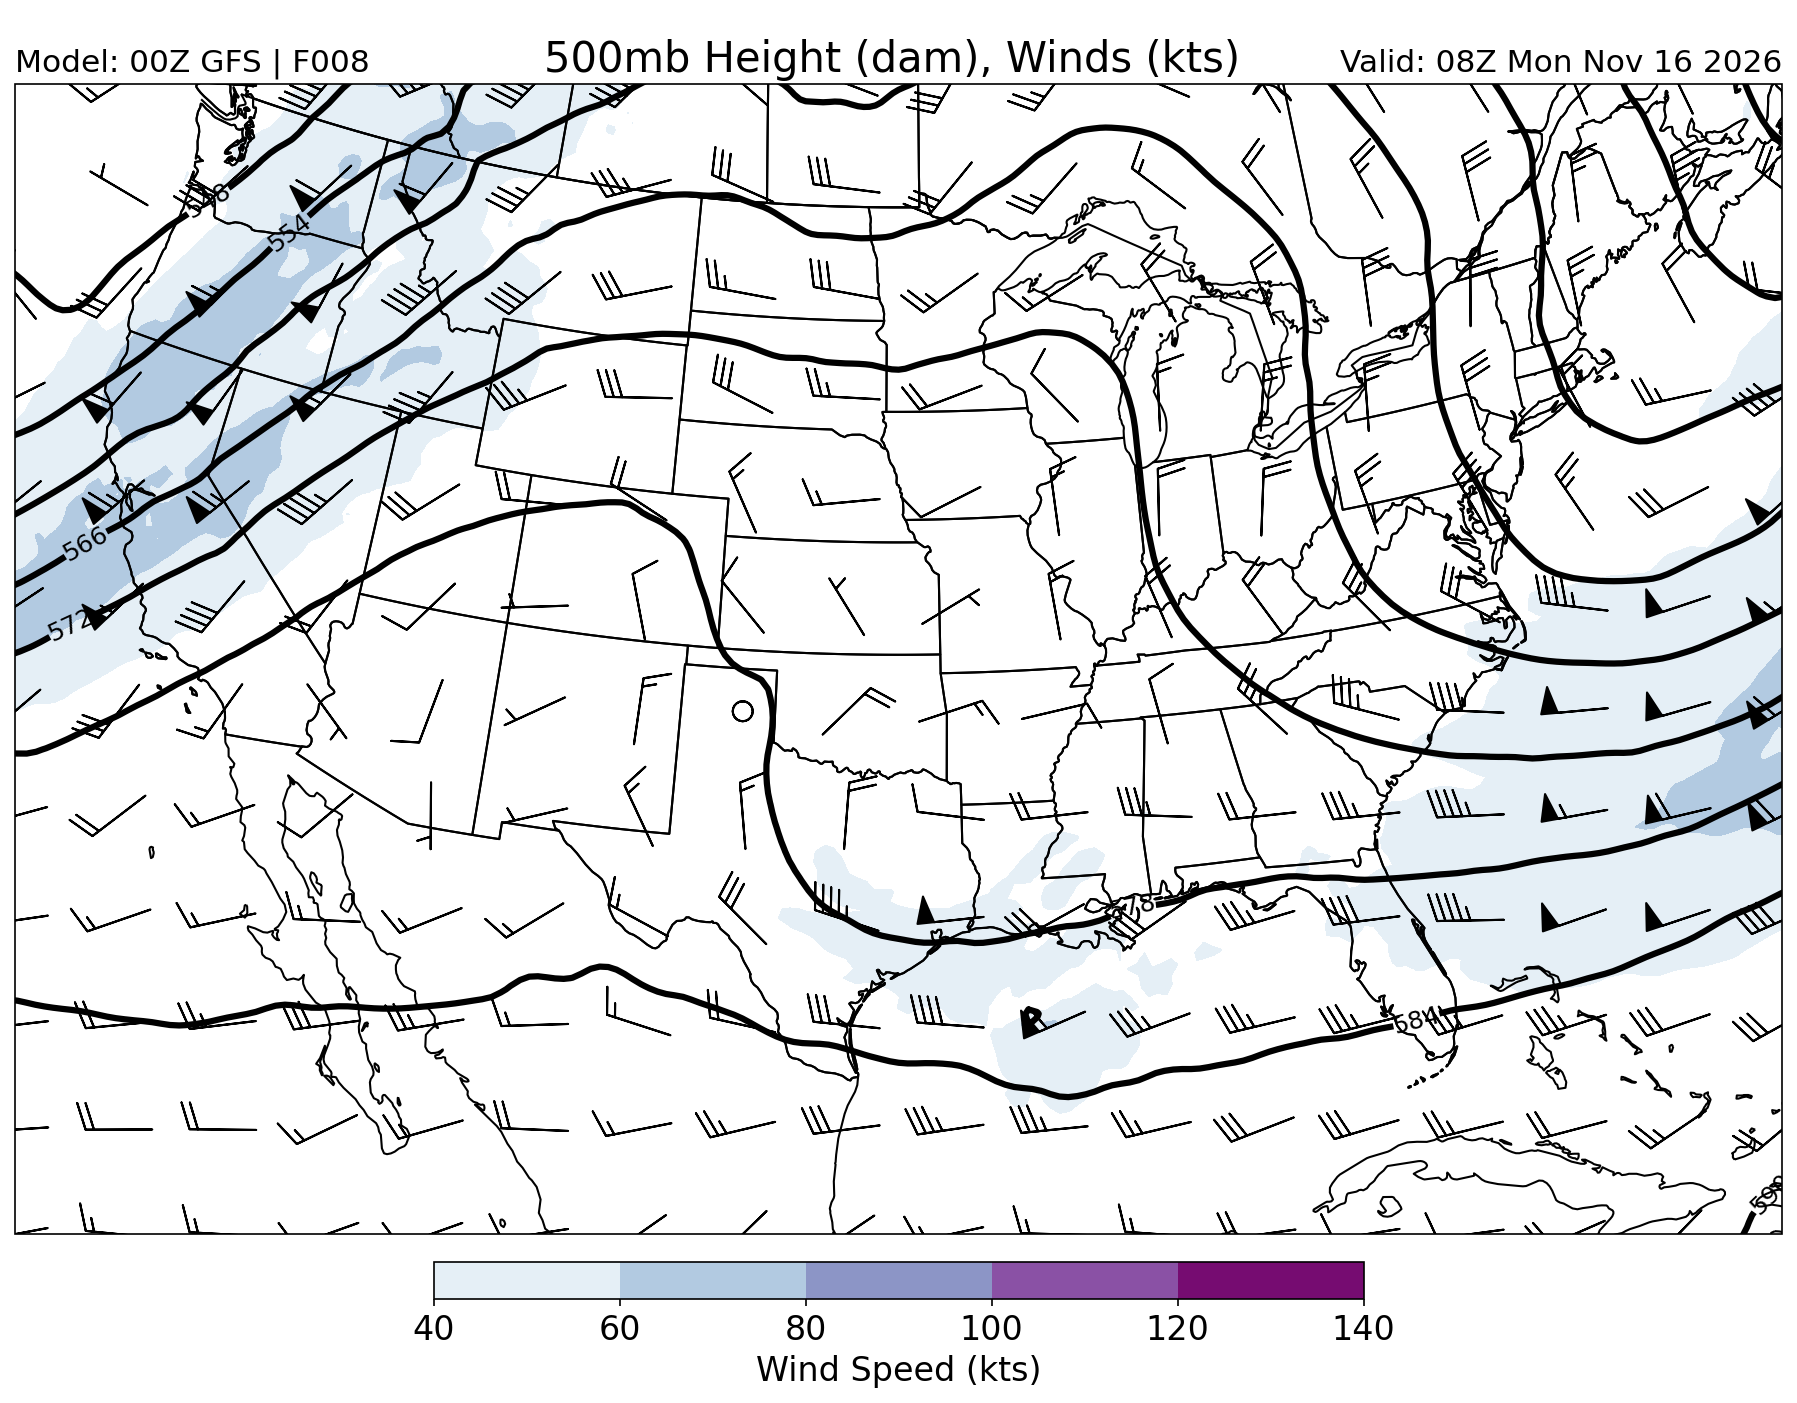 Model: 00Z GFS | F008
500mb Height (dam), Winds (kts)
Valid: 08Z Mon Nov 16 2026
554
566
572
584
40 60 80 100 120 140
Wind Speed (kts)